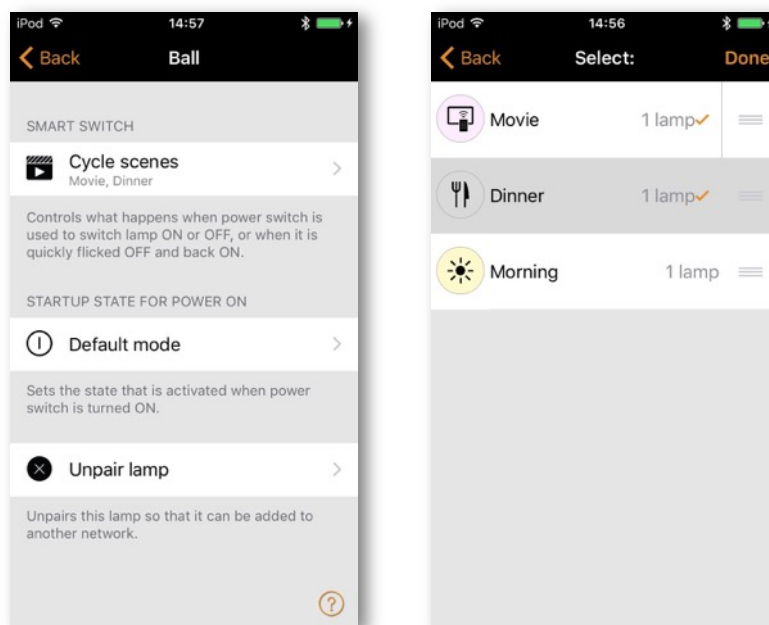 iPod 14:57
Back Ball
SMART SWITCH
Cycle scenes
Movie, Dinner
Controls what happens when power switch is
used to switch lamp ON or OFF, or when it is
quickly flicked OFF and back ON.
STARTUP STATE FOR POWER ON
Default mode
Sets the state that is activated when power
switch is turned ON.
Unpair lamp
Unpairs this lamp so that it can be added to
another network.
?
iPod 14:56
Back Select: Done
Movie 1 lamp
Dinner 1 lamp
Morning 1 lamp